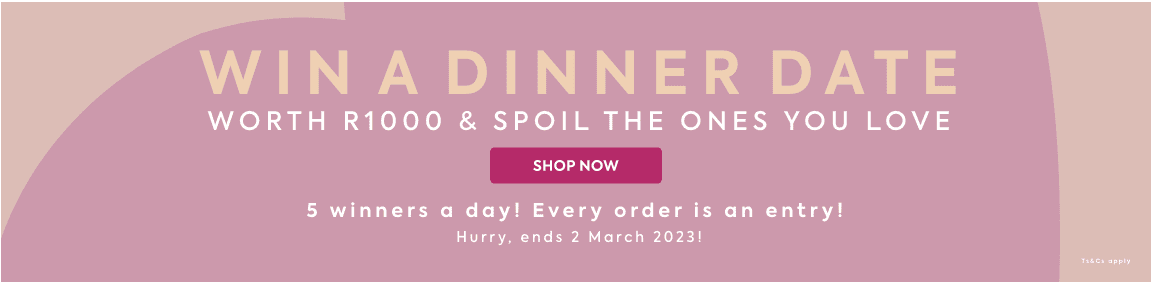 WIN A DINNER DATE
WORTH R1000 & SPOIL THE ONES YOU LOVE
SHOP NOW
5 winners a day! Every order is an entry!
Hurry, ends 2 March 2023!
Ts&Cs apply